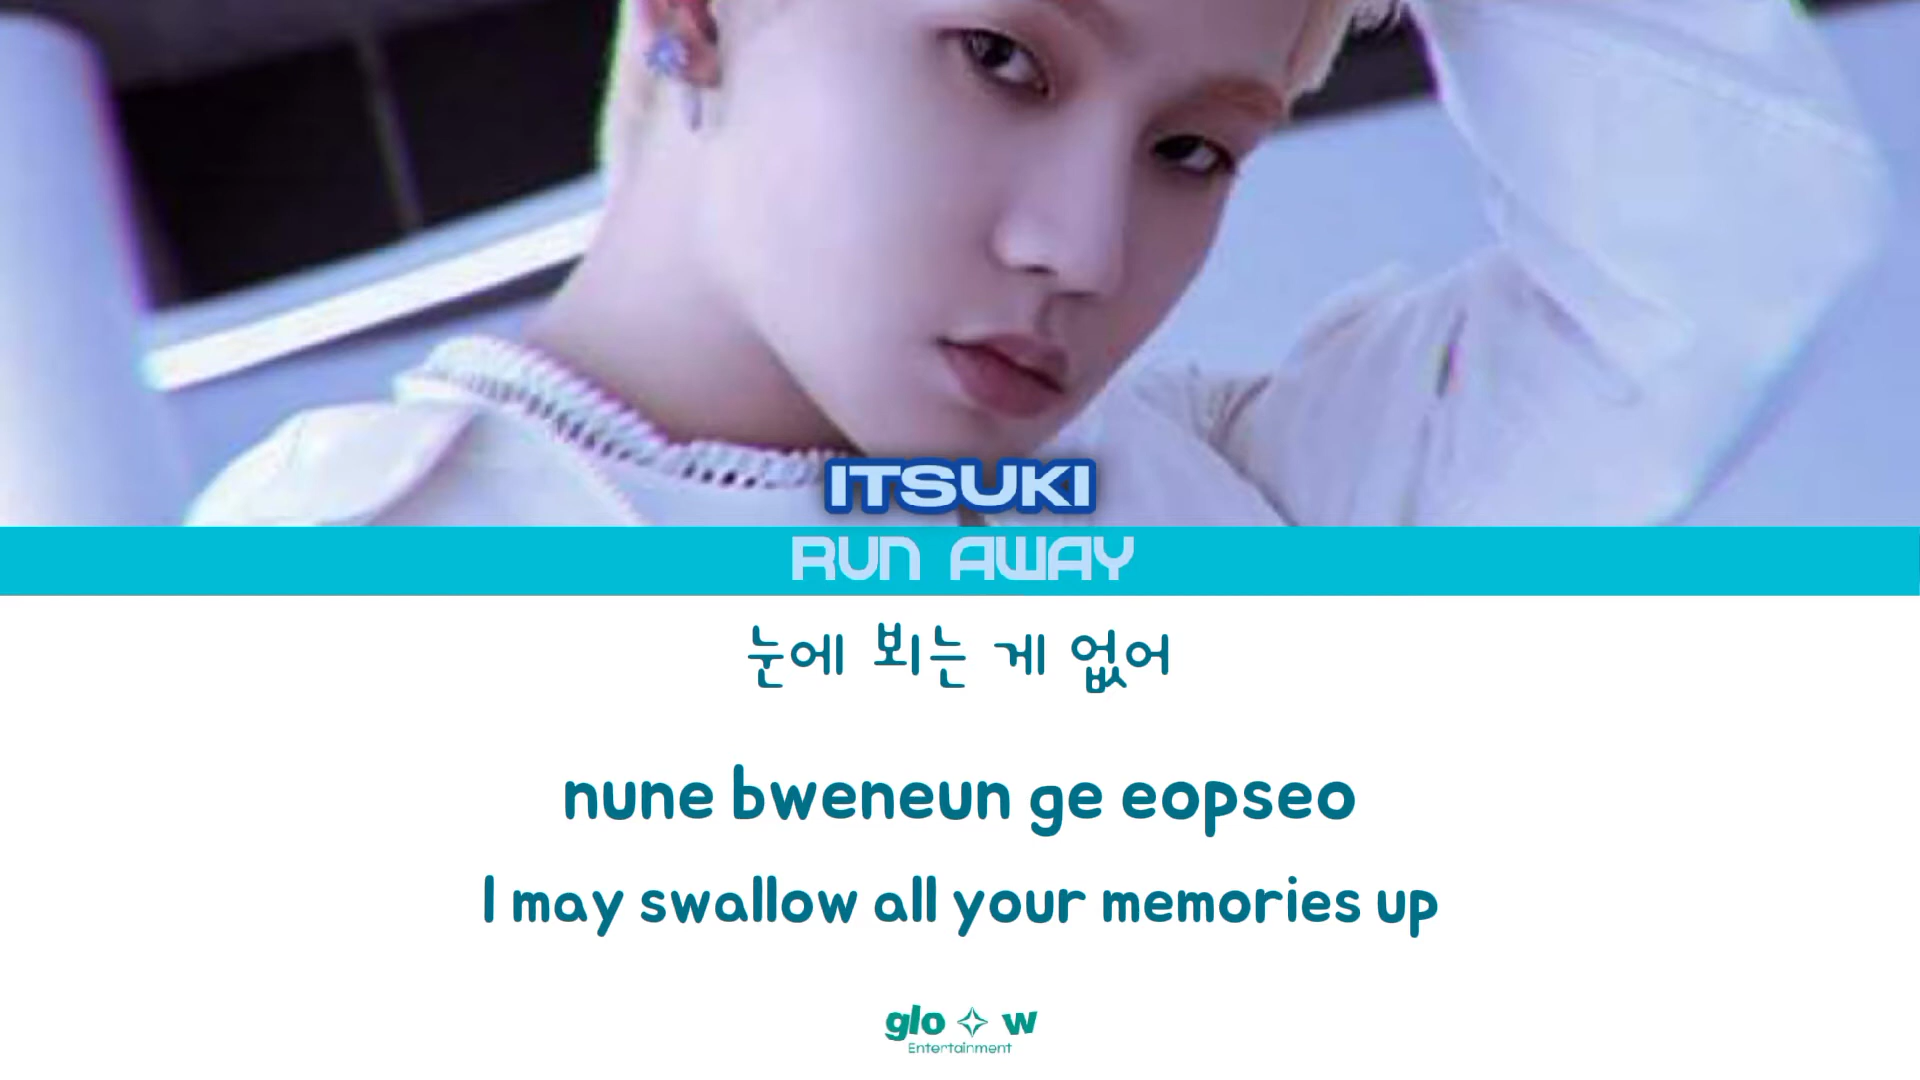 ITSUKI
RUN AWAY
눈에 뵈는 게 없어
nune bweneun ge eopseo
I may swallow all your memories up
glo w
Entertainment